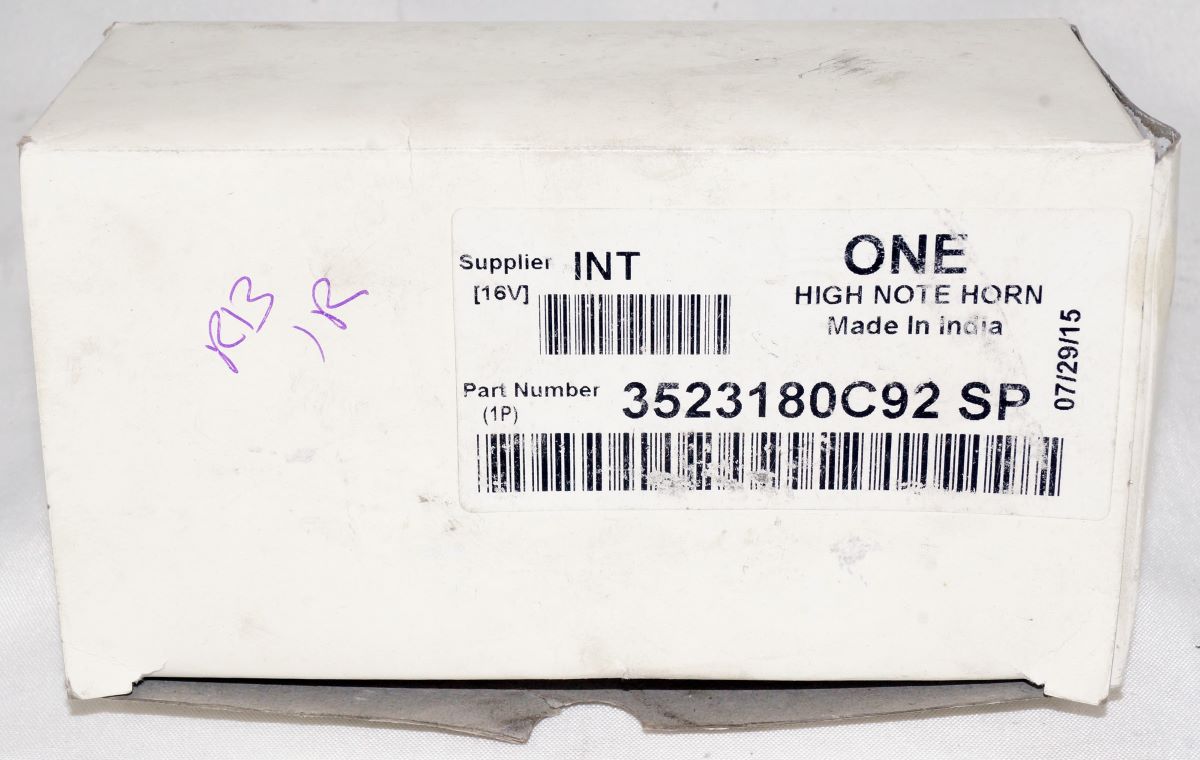 RB
1R
Supplier INT
[16V]
ONE
HIGH NOTE HORN
Made In India
07/29/15
Part Number 3523180C92 SP
(1P)